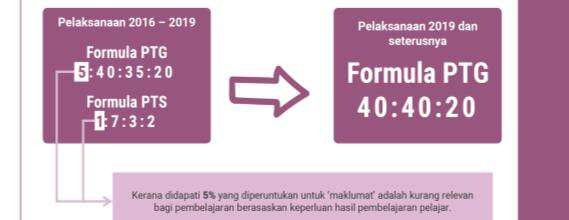 Pelaksanaan 2016 – 2019
Formula PTG
5:40:35:20
Formula PTS
1:7:3:2
Pelaksanaan 2019 dan
seterusnya
Formula PTG
40:40:20
Kerana didapati 5% yang diperuntukan untuk 'maklumat' adalah kurang relevan
bagi pembelajaran berasaskan keperluan hasil pembelajaran pelajar.